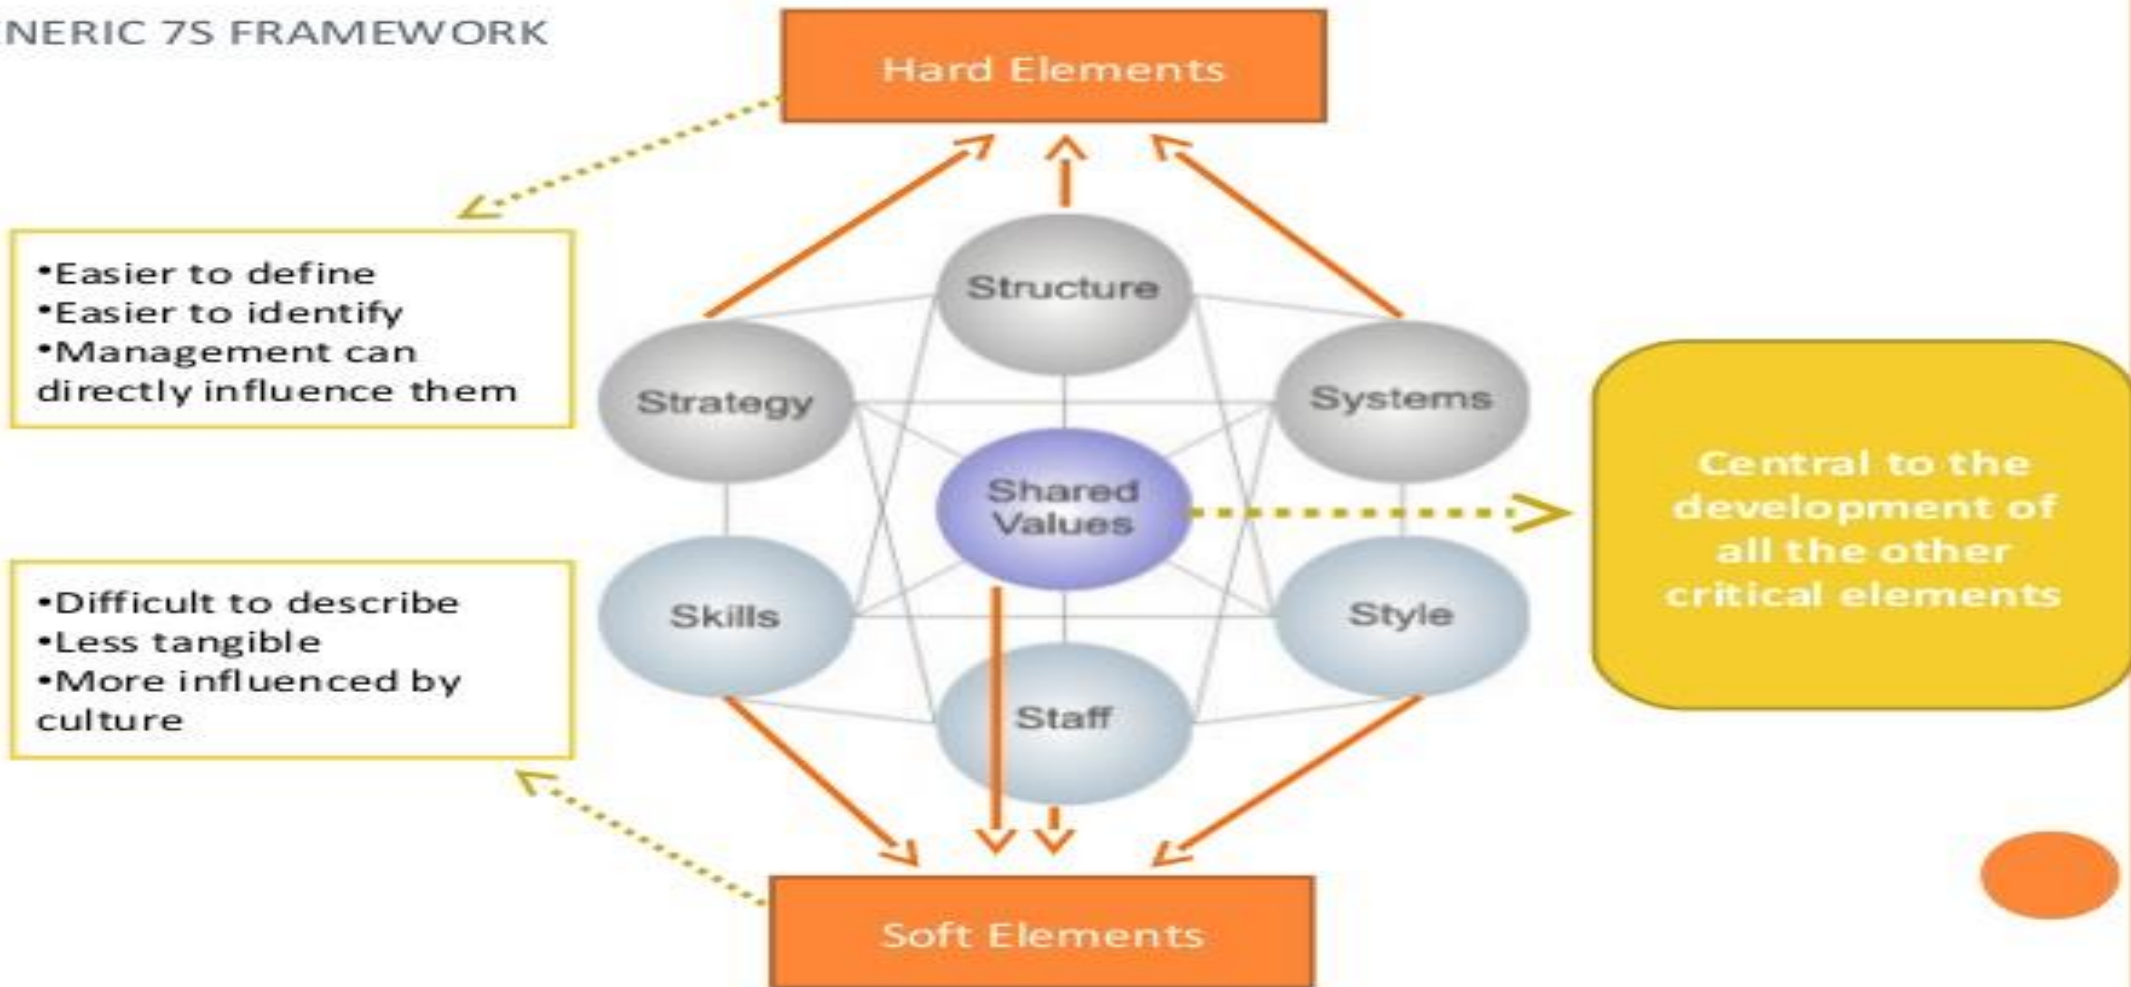 NERIC 7S FRAMEWORK
Hard Elements
•Easier to define
•Easier to identify
•Management can
directly influence them
Structure
Strategy
Systems
Shared
Values
Central to the
development of
all the other
critical elements
•Difficult to describe
•Less tangible
•More influenced by
culture
Skills
Style
Staff
Soft Elements